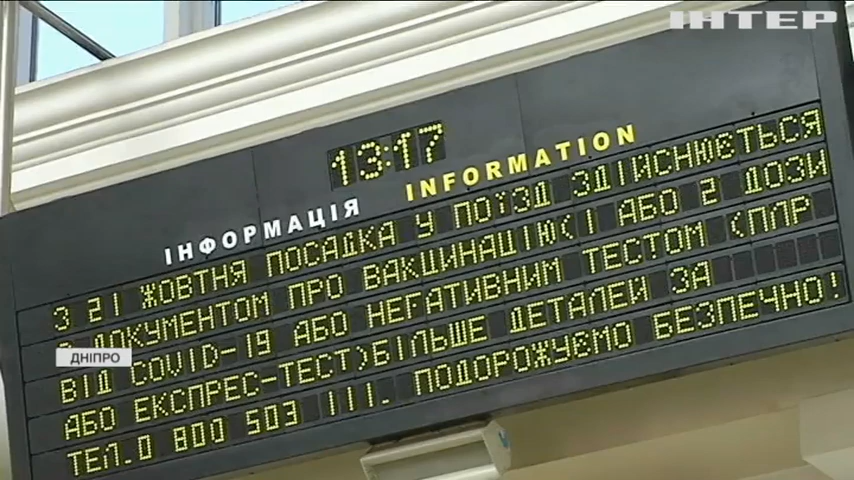 ІНТЕР
13:17
ІНФОРМАЦІЯ INFORMATION
З 21 ЖОВТНЯ ПОСАДКА У ПОЇЗД ЗДІЙСНЮЄТЬСЯ
ДОКУМЕНТОМ ПРО ВАКЦИНАЦІЮ(1 АБО 2 ДОЗИ
ВІД COVID-19 АБО НЕГАТИВНИМ ТЕСТОМ (ПЛР
АБО ЕКСПРЕС-ТЕСТ)БІЛЬШЕ ДЕТАЛЕЙ ЗА
ТЕЛ.0 800 503 111. ПОДОРОЖУЄМО БЕЗПЕЧНО!
ДНІПРО